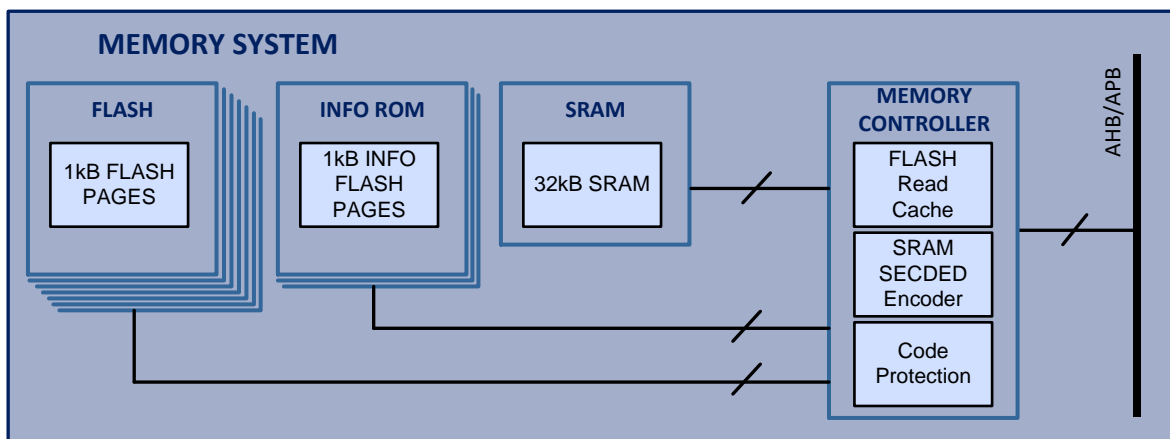 MEMORY SYSTEM
FLASH
1kB FLASH
PAGES
INFO ROM
1kB INFO
FLASH
PAGES
SRAM
32kB SRAM
MEMORY
CONTROLLER
FLASH
Read
Cache
SRAM
SECDED
Encoder
Code
Protection
AHB/APB